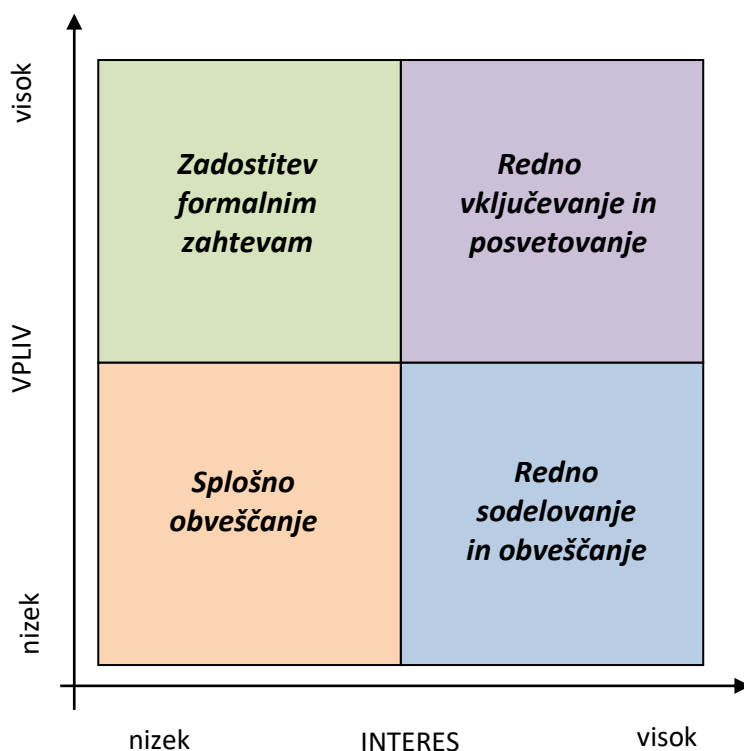 visok
Zadostitev
formalnim
zahtevam
Redno
vključevanje in
posvetovanje
VPLIV
Splošno
obveščanje
Redno
sodelovanje
in obveščanje
nizek
nizek
INTERES
visok